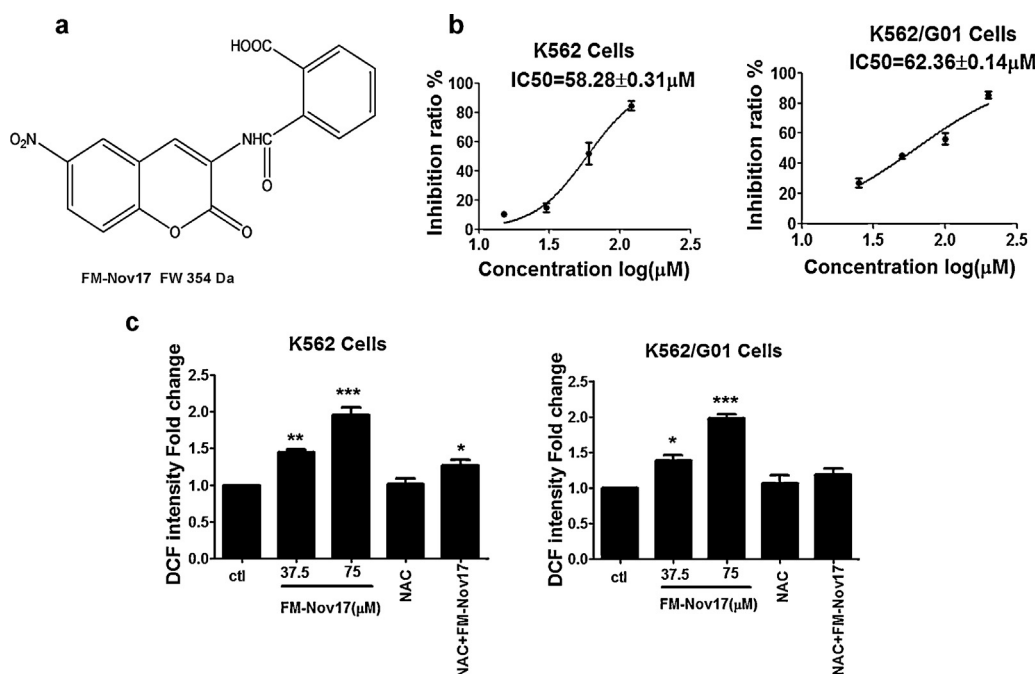 a
HOOC
O₂N
NH
O
O
O
FM-Nov17 FW 354 Da
b
K562 Cells
IC50=58.28±0.31μM
Inhibition ratio %
100
80
60
40
20
0
1.0
1.5
2.0
2.5
Concentration log(μM)
K562/G01 Cells
IC50=62.36±0.14μM
Inhibition ratio %
100
80
60
40
20
0
1.0
1.5
2.0
2.5
Concentration log(μM)
c
K562 Cells
DCF intensity Fold change
2.5
2.0
1.5
1.0
0.5
0.0
**
***
*
ctl
37.5
75
FM-Nov17(μM)
NAC
NAC+FM-Nov17
K562/G01 Cells
DCF intensity Fold change
2.5
2.0
1.5
1.0
0.5
0.0
*
***
ctl
37.5
75
FM-Nov17(μM)
NAC
NAC+FM-Nov17